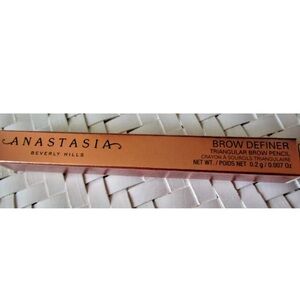 ANASTASIA
BEVERLY HILLS
BROW DEFINER
TRIANGULAR BROW PENCIL
CRAYON À SOURCILS TRIANGULAIRE
NET WT. / POIDS NET 0.2 g / 0.007 Oz